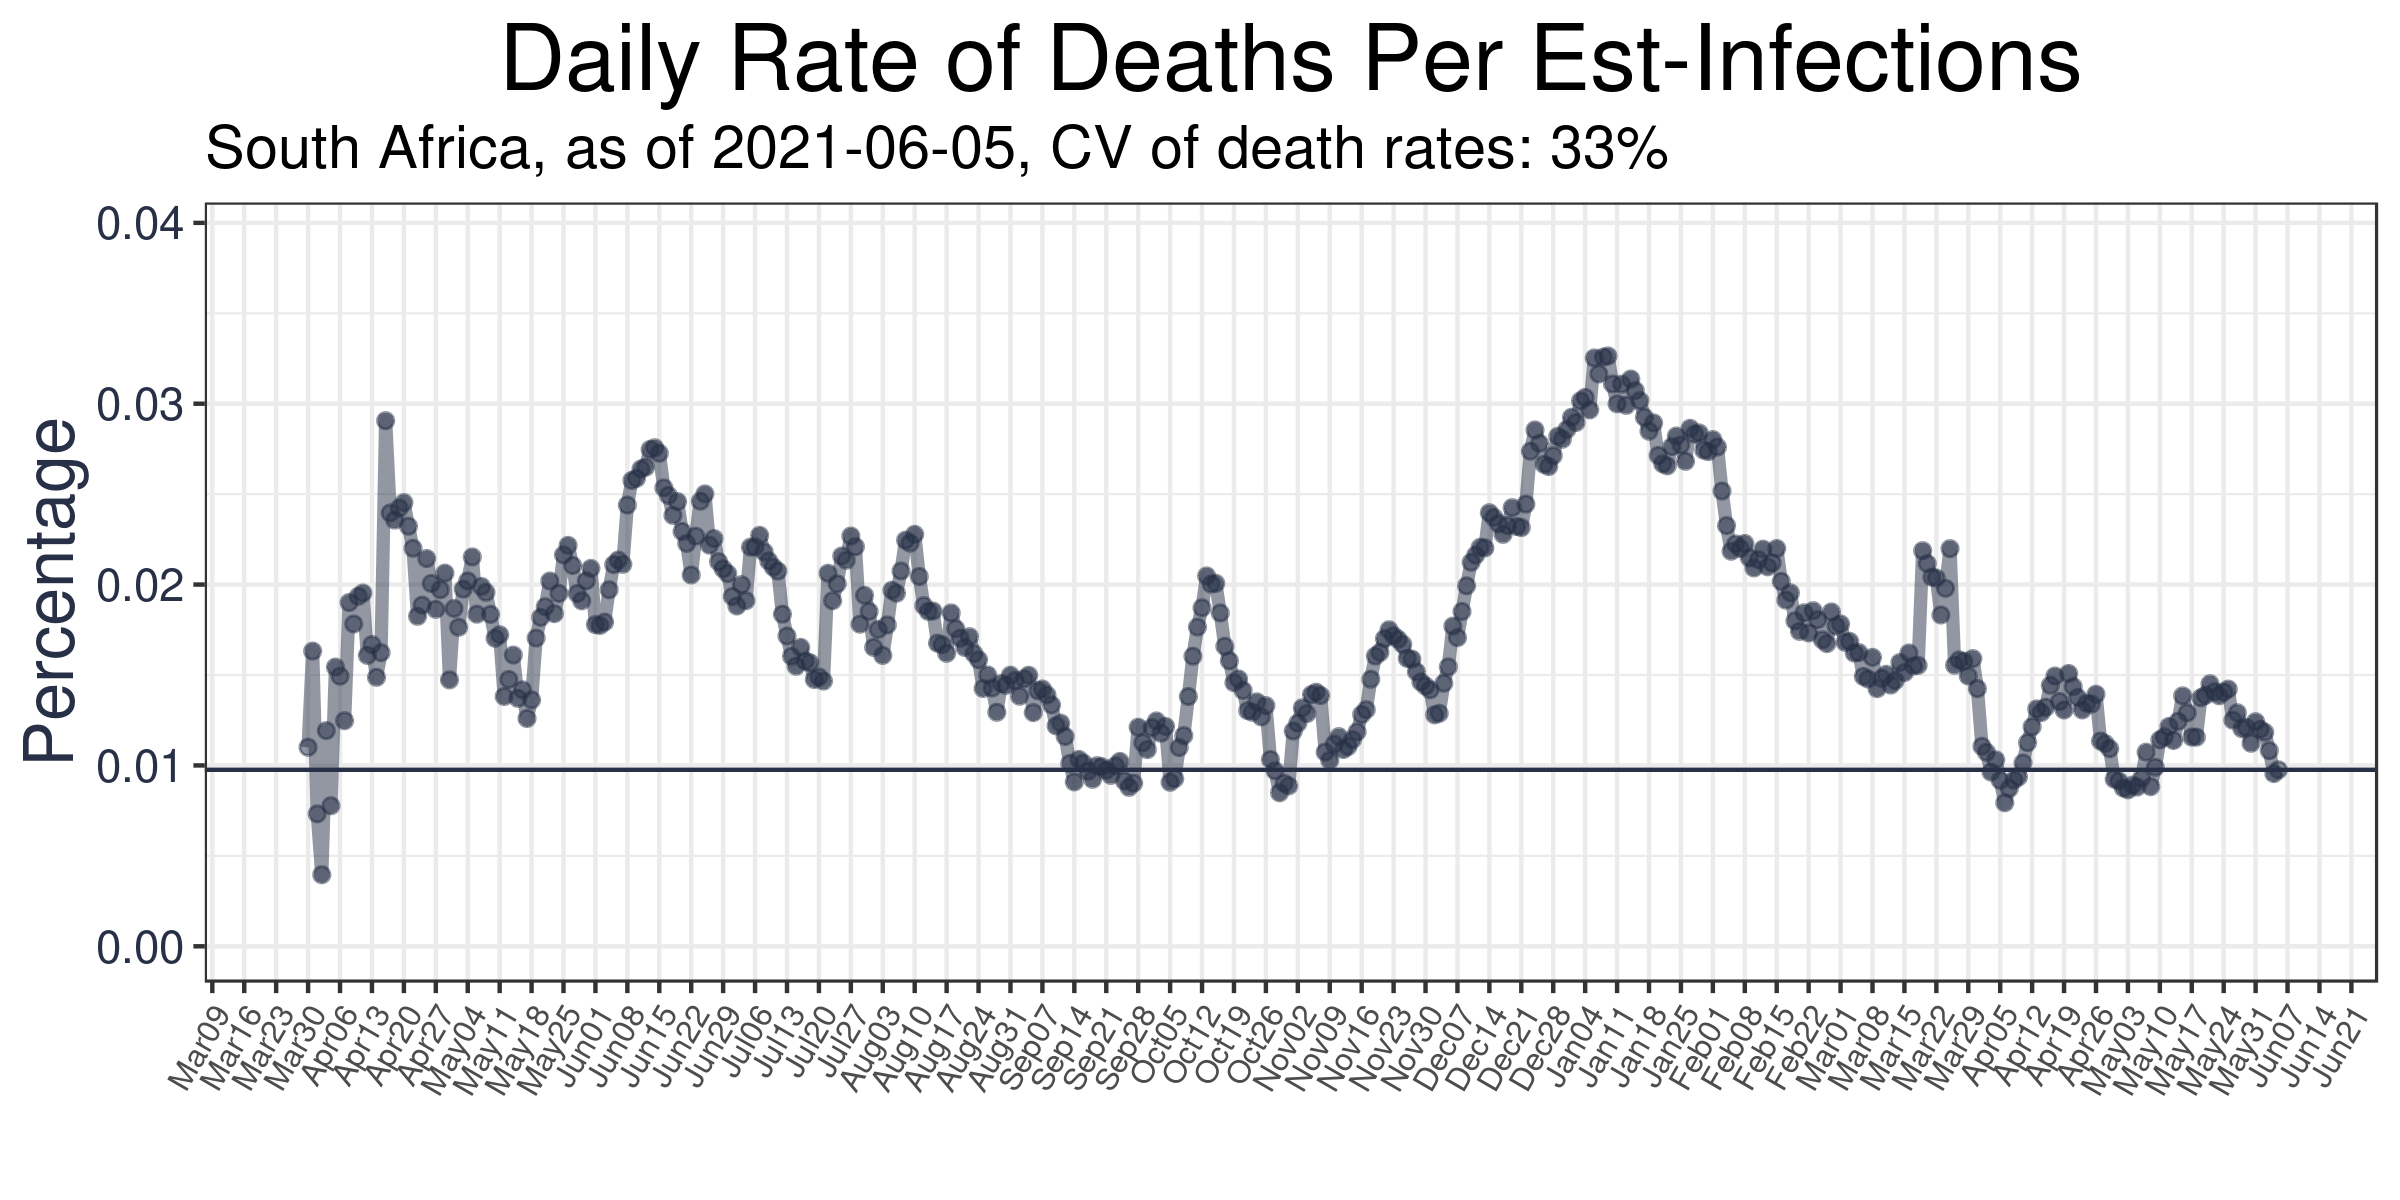 Daily Rate of Deaths Per Est-Infections
South Africa, as of 2021-06-05, CV of death rates: 33%
Percentage
0.04
0.03
0.02
0.01
0.00
Mar09 Mar16 Mar23 Mar30 Apr06 Apr13 Apr20 Apr27 May04 May11 May18 May25 Jun01 Jun08 Jun15 Jun22 Jun29 Jul06 Jul13 Jul20 Jul27 Aug03 Aug10 Aug17 Aug24 Aug31 Sep07 Sep14 Sep21 Sep28 Oct05 Oct12 Oct19 Oct26 Nov02 Nov09 Nov16 Nov23 Nov30 Dec07 Dec14 Dec21 Dec28 Jan04 Jan11 Jan18 Jan25 Feb01 Feb08 Feb15 Feb22 Mar01 Mar08 Mar15 Mar22 Mar29 Apr05 Apr12 Apr19 Apr26 May03 May10 May17 May24 May31 Jun07 Jun14 Jun21